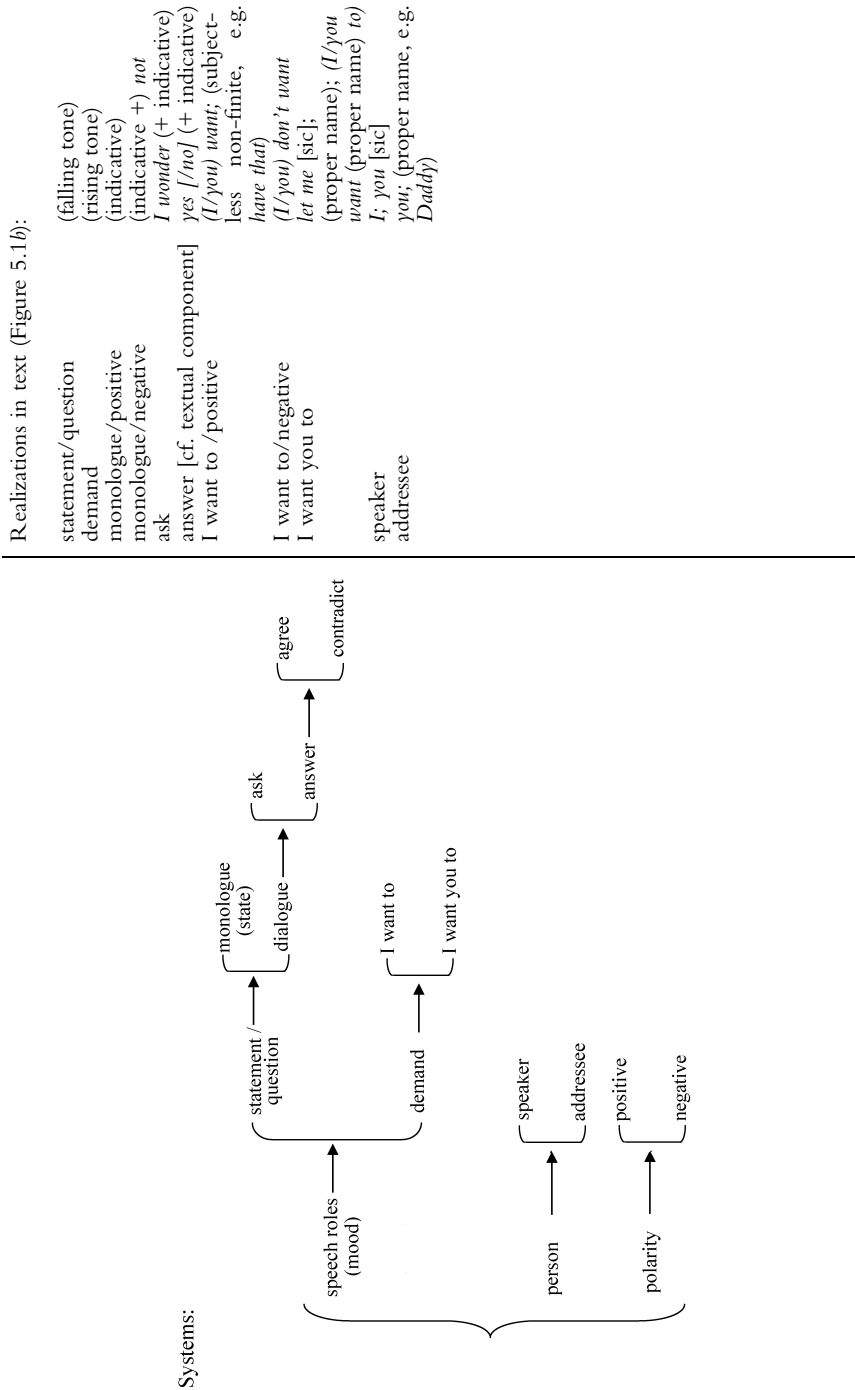 Systems:
speech roles
(mood)
statement /
question
monologue
(state)
dialogue
ask
answer
agree
contradict
demand
I want to
I want you to
person
speaker
addressee
polarity
positive
negative
Realizations in text (Figure 5.1b):
statement/question (falling tone)
demand (rising tone)
monologue/positive (indicative)
monologue/negative (indicative +) not
ask I wonder (+ indicative)
answer [cf. textual component] yes [/no] (+ indicative)
I want to /positive (I/you) want; (subject-
less non-finite, e.g.
have that)
I want to/negative (I/you) don't want
I want you to let me [sic];
(proper name); (I/you
want (proper name) to)
speaker I; you [sic]
addressee you; (proper name, e.g.
Daddy)